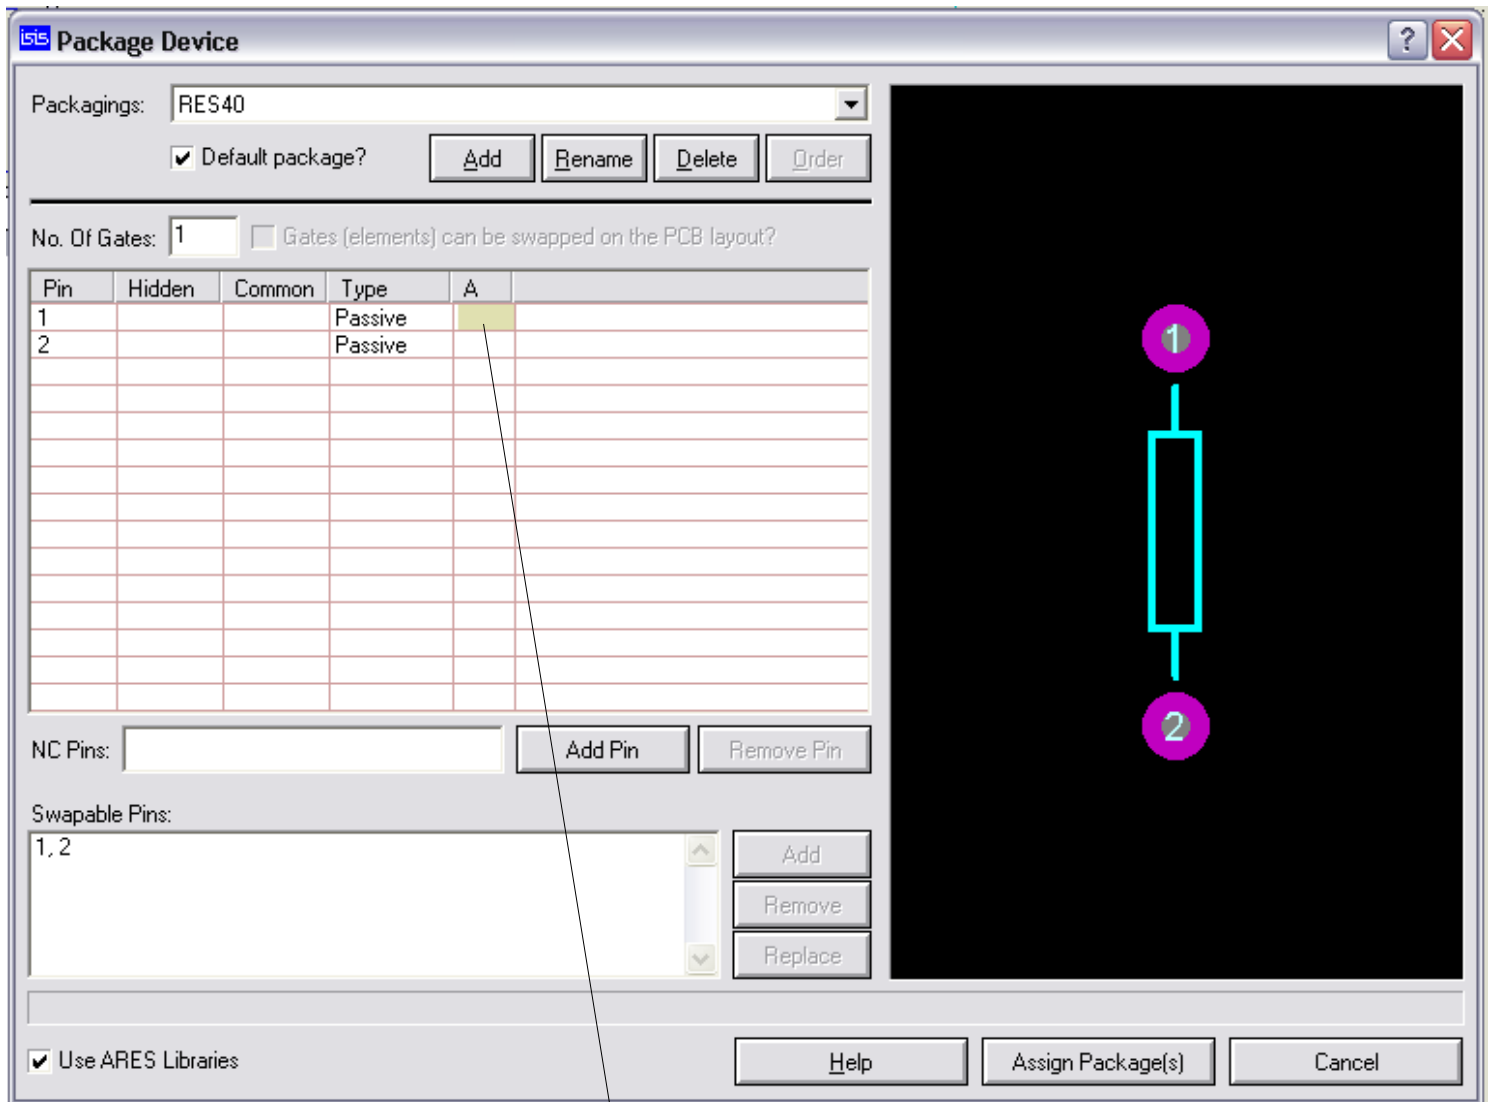 isis Package Device ?
Packagings: RES40
Default package? Add Rename Delete Order
No. Of Gates: 1 Gates (elements) can be swapped on the PCB layout?
Pin Hidden Common Type A
1 Passive
2 Passive
NC Pins: Add Pin Remove Pin
Swapable Pins:
1, 2
Add
Remove
Replace
Use ARES Libraries Help Assign Package(s) Cancel
1
2